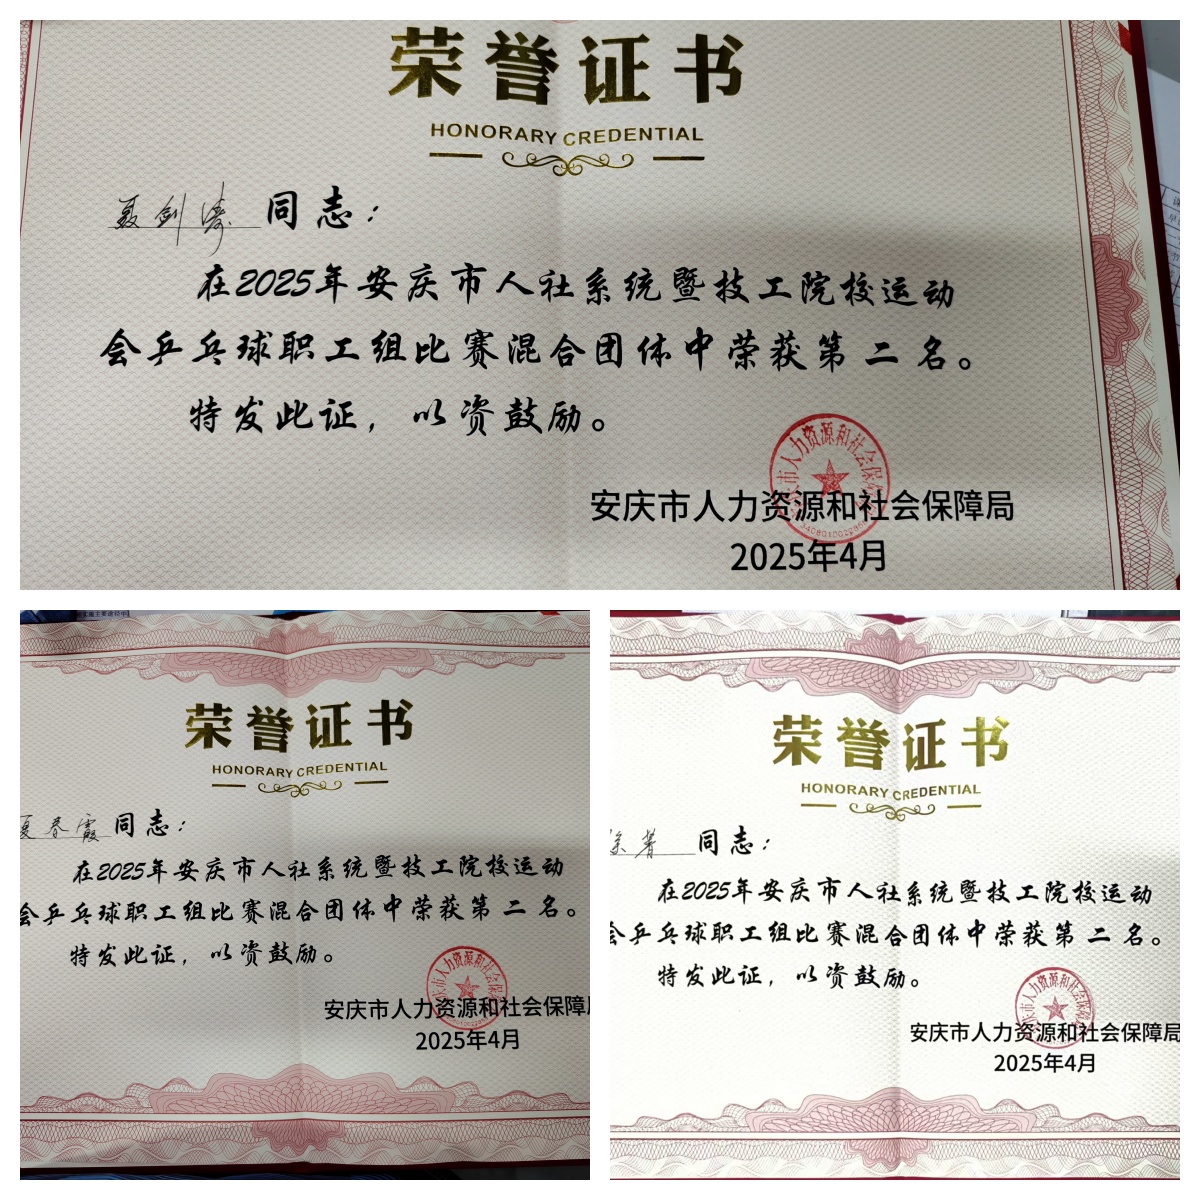 荣誉证书
HONORARY CREDENTIAL
聂剑涛 同志：
在2025年安庆市人社系统暨技工院校运动
会乒乓球职工组比赛混合团体中荣获第 二 名。
特发此证，以资鼓励。
安庆市人力资源和社会保障局
2025年4月
荣誉证书
HONORARY CREDENTIAL
夏春霞 同志：
在2025年安庆市人社系统暨技工院校运动
会乒乓球职工组比赛混合团体中荣获第 二 名。
特发此证，以资鼓励。
安庆市人力资源和社会保障
2025年4月
荣誉证书
HONORARY CREDENTIAL
徐菁 同志：
在2025年安庆市人社系统暨技工院校运动
会乒乓球职工组比赛混合团体中荣获第 二 名。
特发此证，以资鼓励。
安庆市人力资源和社会保障局
2025年4月